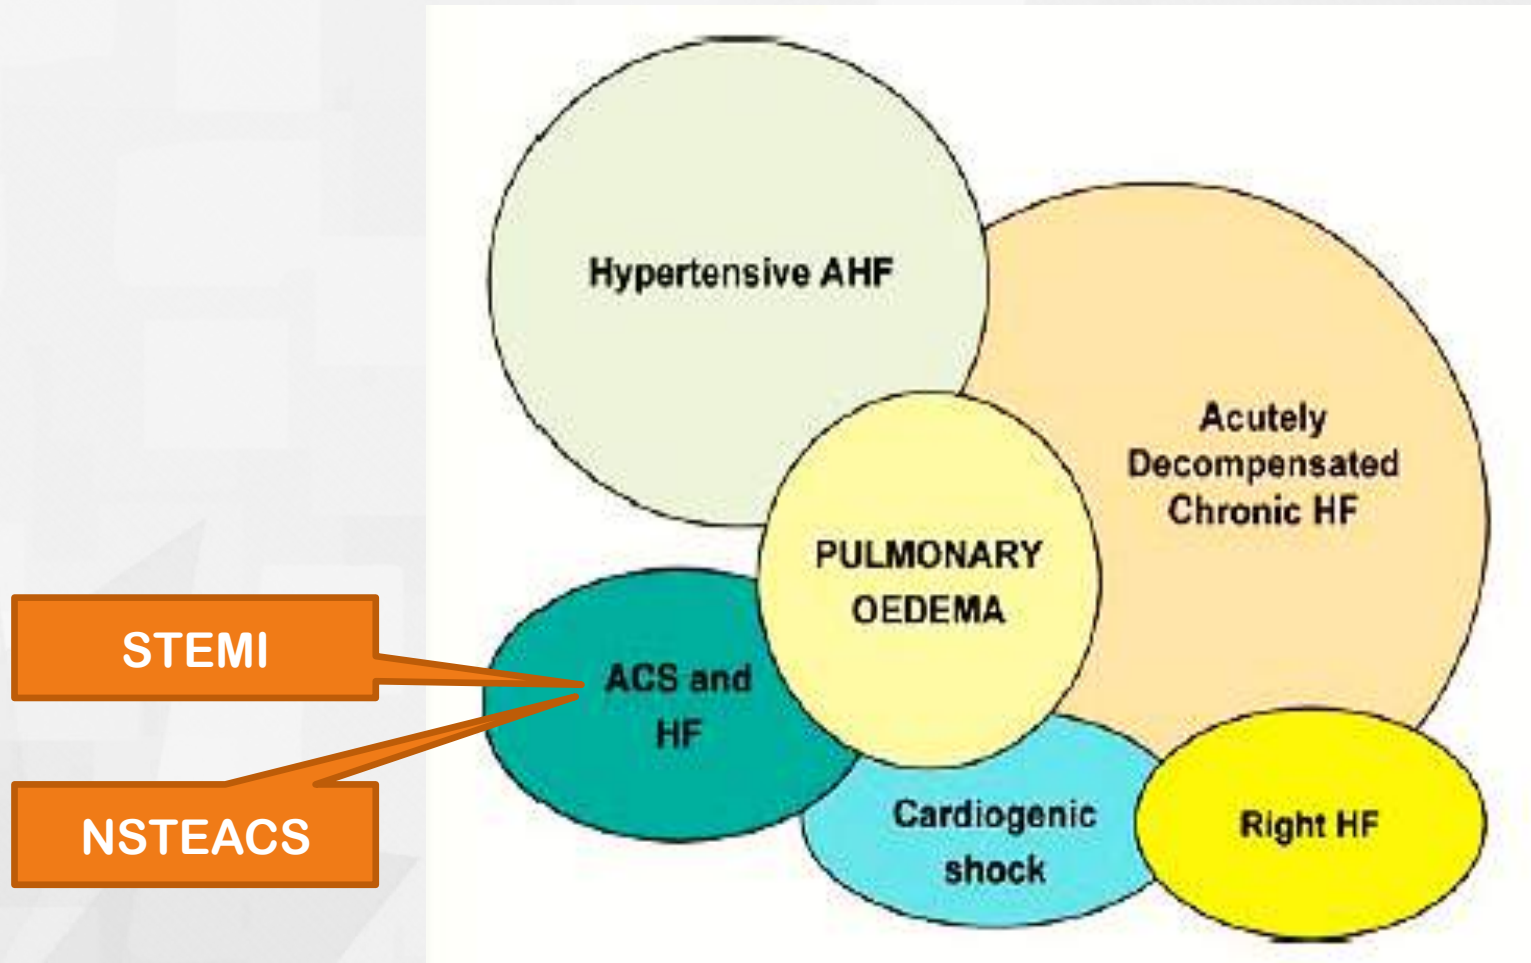 Hypertensive AHF
Acutely
Decompensated
Chronic HF
PULMONARY
OEDEMA
STEMI
ACS and
HF
NSTEACS
Cardiogenic
shock
Right HF